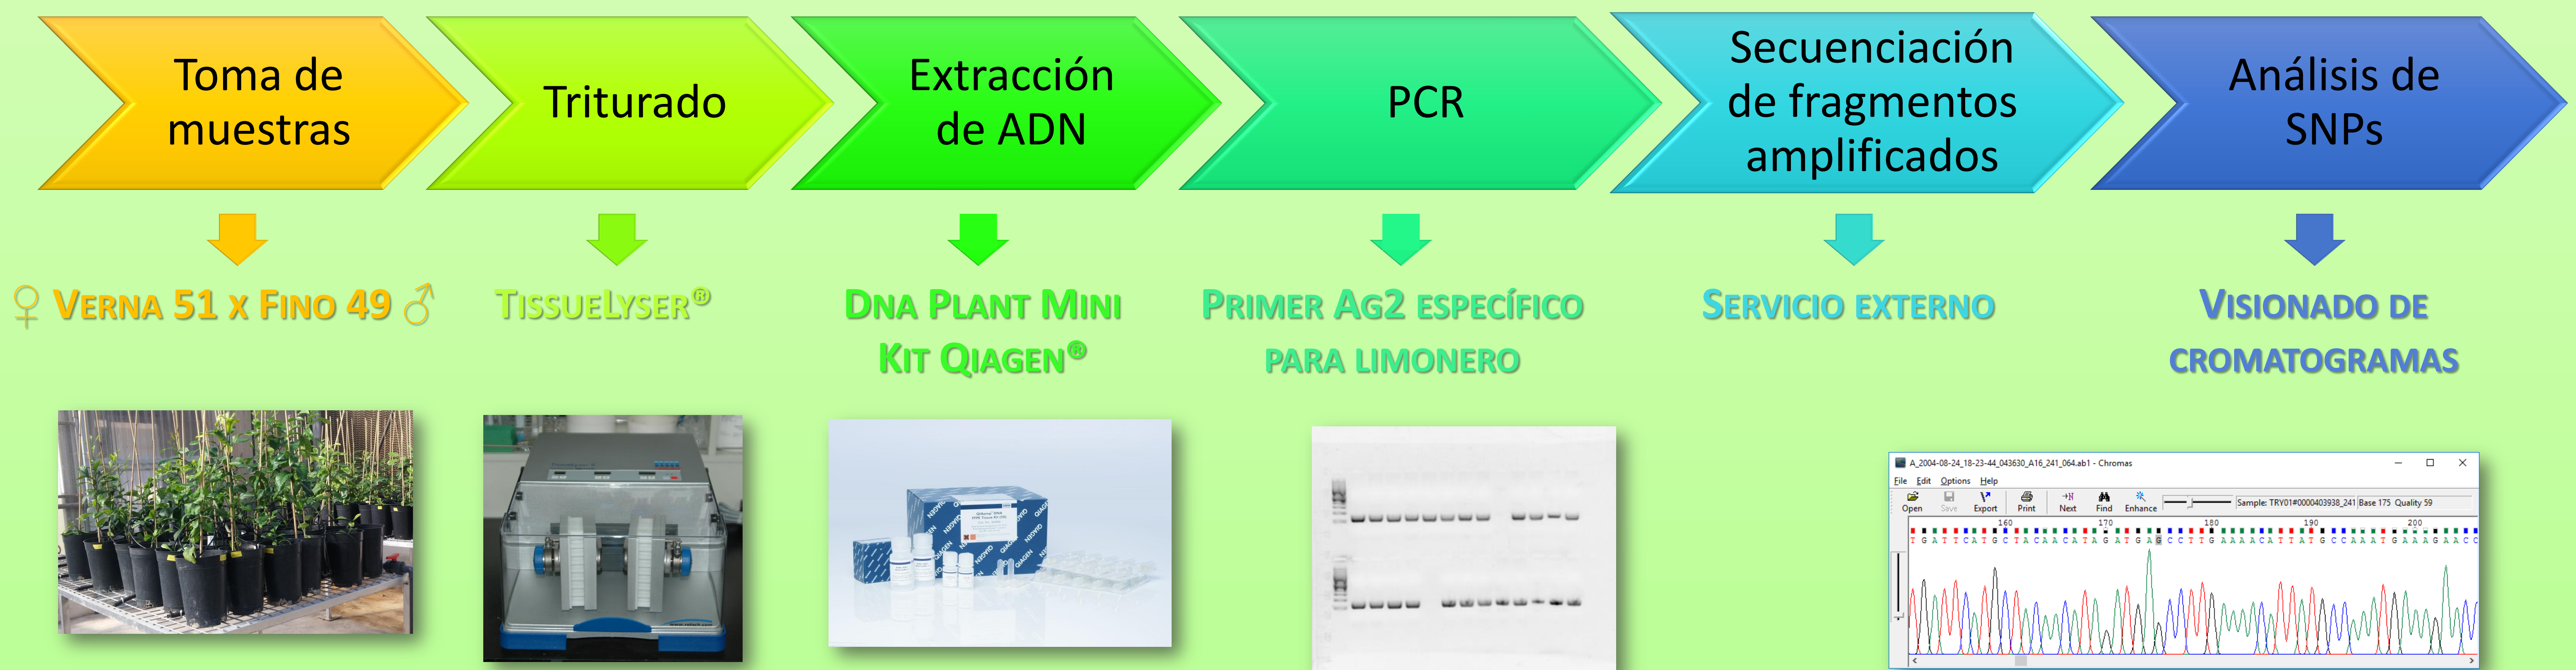 Toma de
muestras
Triturado
Extracción
de ADN
PCR
Secuenciación
de fragmentos
amplificados
Análisis de
SNPs
♀ VERNA 51 X FINO 49 ♂
TISSUELYSER®
DNA PLANT MINI
KIT QIAGEN®
PRIMER AG2 ESPECÍFICO
PARA LIMONERO
SERVICIO EXTERNO
VISIONADO DE
CROMATOGRAMAS
QIAGEN
A_2004-08-24_18-23-44_043630_A16_241_064.ab1 - Chromas
File Edit Options Help
Open Save Export Print Next Find Enhance
Sample: TRY01#0000403938_241 Base 175 Quality 59
160 170 180 190 200
TGATTCATGCTACAACATAGATGAGCCTTGAAAACATTATGCCAAATGAAAGAACC